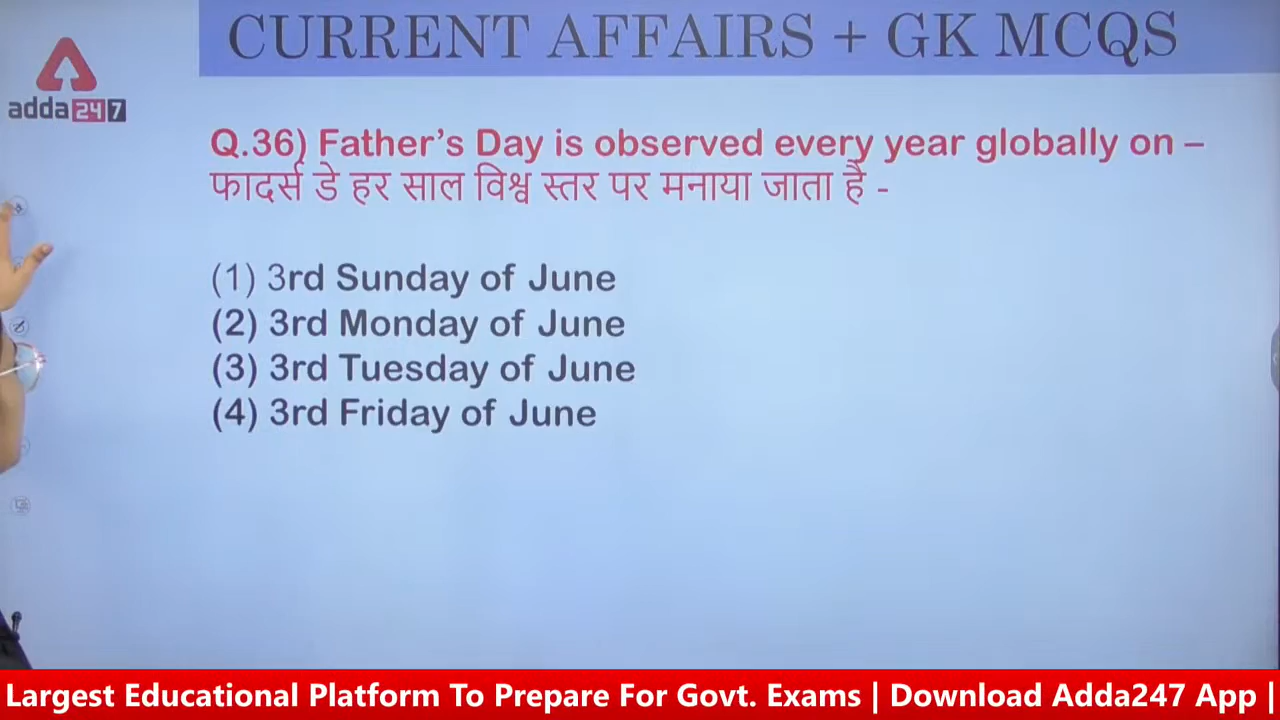 CURRENT AFFAIRS + GK MCQS
adda247
Q.36) Father's Day is observed every year globally on –
फादर्स डे हर साल विश्व स्तर पर मनाया जाता है -
(1) 3rd Sunday of June
(2) 3rd Monday of June
(3) 3rd Tuesday of June
(4) 3rd Friday of June
Largest Educational Platform To Prepare For Govt. Exams | Download Adda247 App |